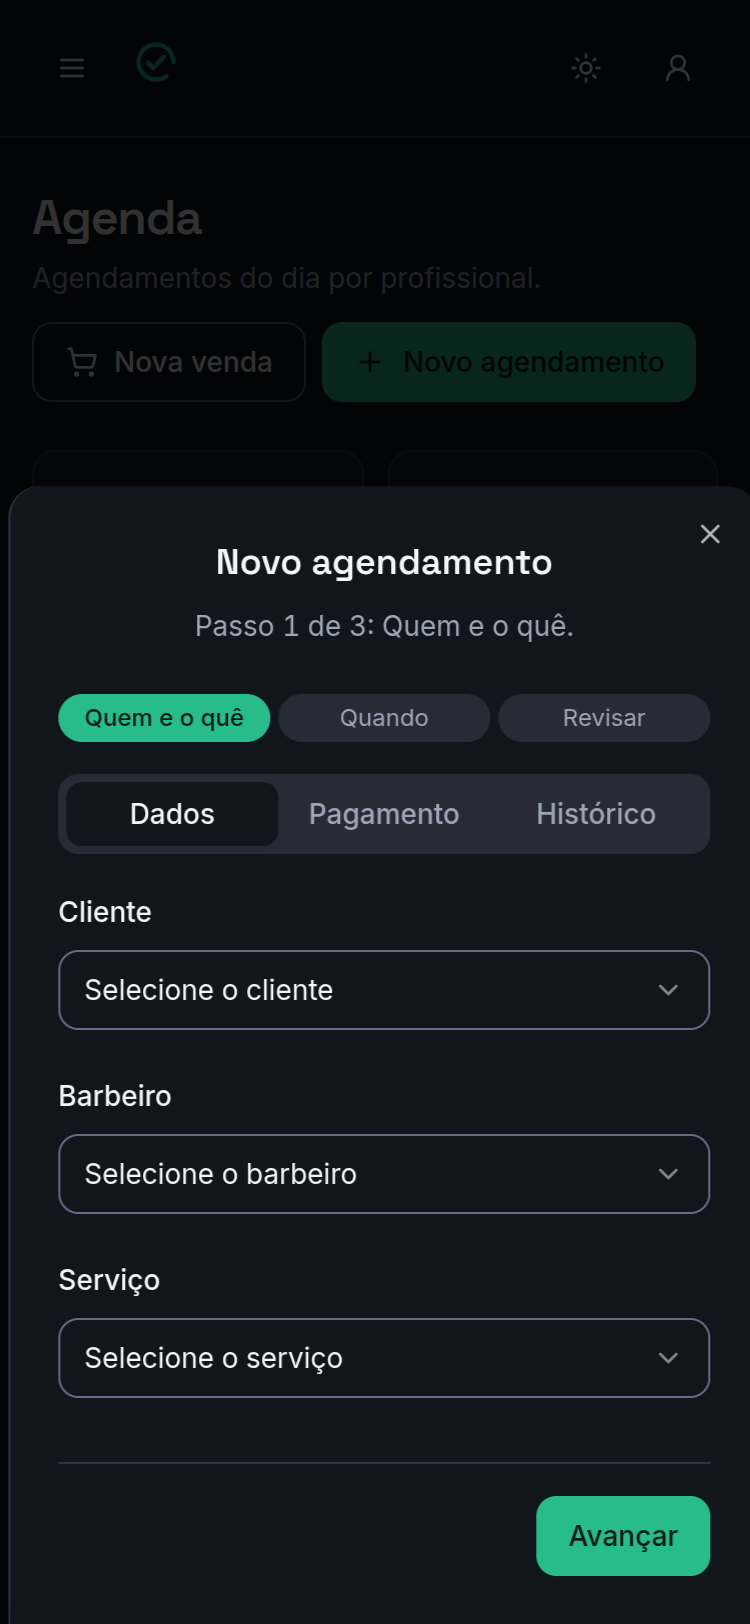 Agenda
Agendamentos do dia por profissional.
Nova venda
Novo agendamento
Novo agendamento
Passo 1 de 3: Quem e o quê.
Quem e o quê
Quando
Revisar
Dados
Pagamento
Histórico
Cliente
Selecione o cliente
Barbeiro
Selecione o barbeiro
Serviço
Selecione o serviço
Avançar